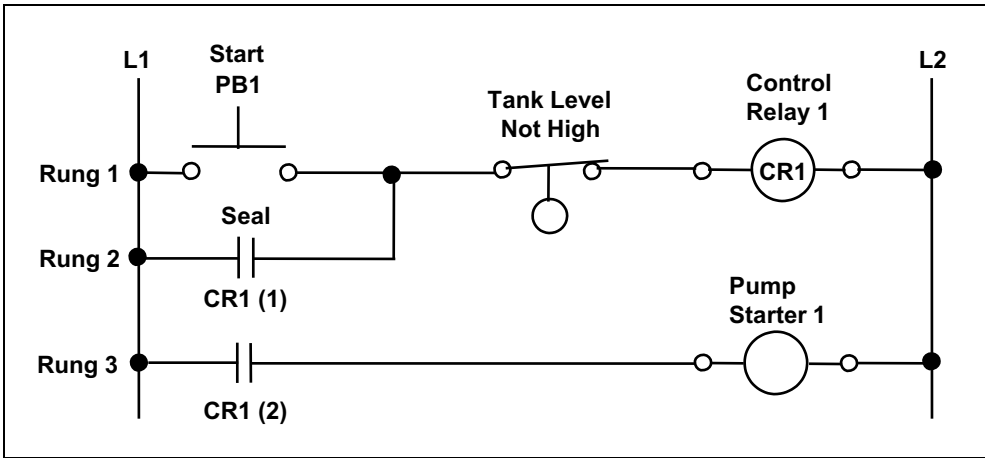 L1
Start
PB1
Tank Level
Not High
Control
Relay 1
L2
Rung 1
CR1
Seal
Rung 2
CR1 (1)
Pump
Starter 1
Rung 3
CR1 (2)